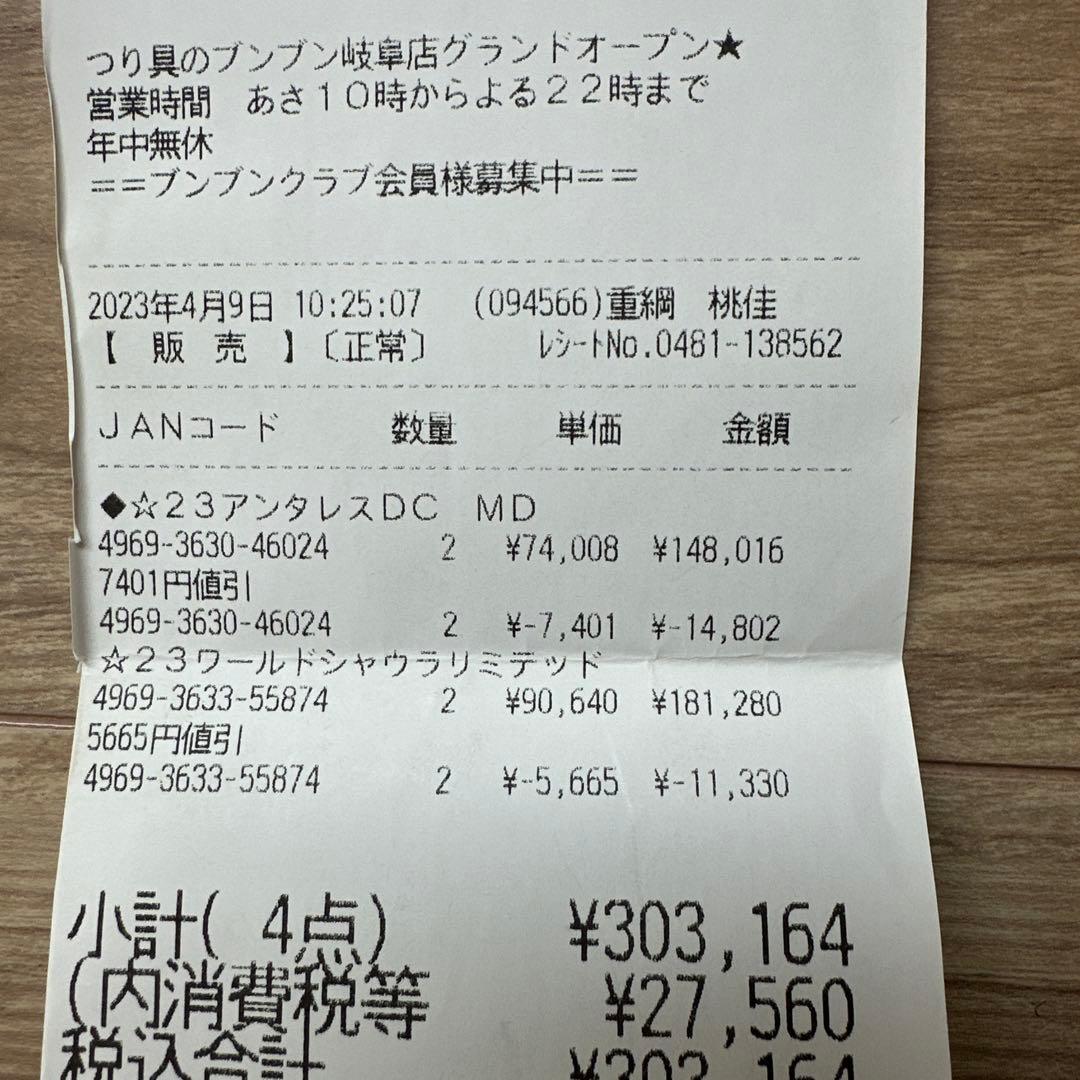 つり具のブンブン岐阜店グランドオープン★
営業時間　あさ１０時からよる２２時まで
年中無休
＝＝ブンブンクラブ会員様募集中＝＝
2023年4月9日 10:25:07 (094566)重綱　桃佳
【　販　売　】〔正常〕 ﾚｼｰﾄNo.0481-138562
ＪＡＮコード 数量 単価 金額
◆☆２３アンタレスＤＣ　ＭＤ
4969-3630-46024 2 ¥74,008 ¥148,016
7401円値引
4969-3630-46024 2 ¥-7,401 ¥-14,802
☆２３ワールドシャウラリミテッド
4969-3633-55874 2 ¥90,640 ¥181,280
5665円値引
4969-3633-55874 2 ¥-5,665 ¥-11,330
小計( 4点) ¥303,164
(内消費税等 ¥27,560
税込合計 ¥303,164